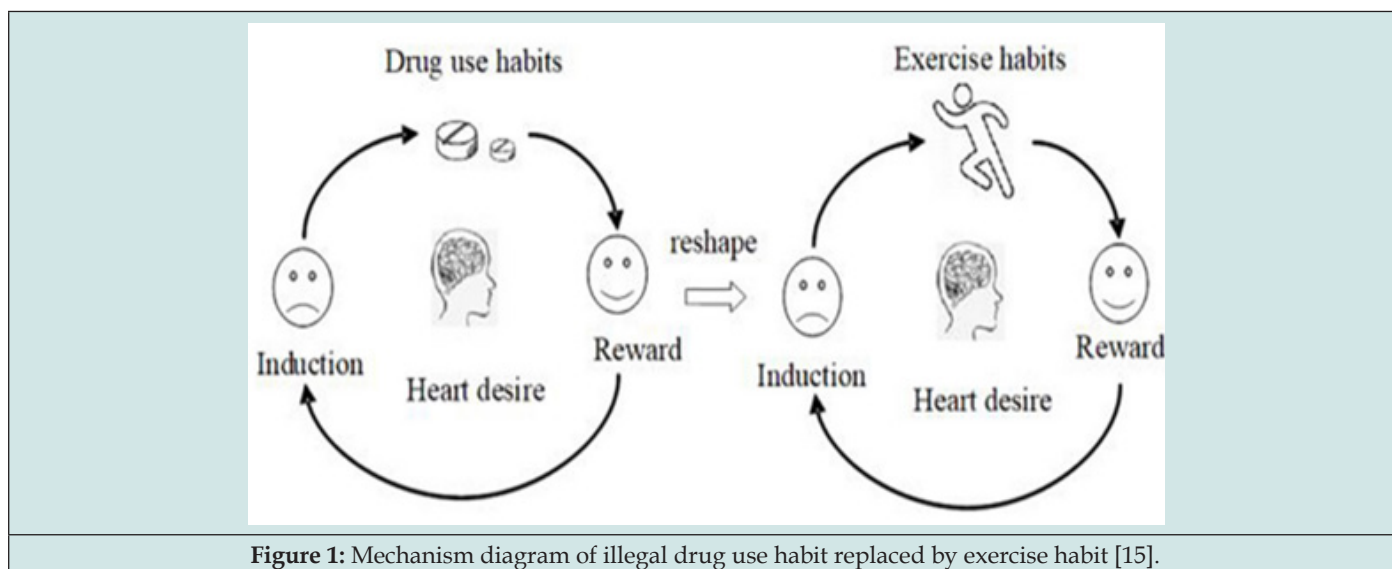 Drug use habits
Exercise habits
reshape
Induction
Reward
Heart desire
Induction
Reward
Heart desire
Figure 1: Mechanism diagram of illegal drug use habit replaced by exercise habit [15].